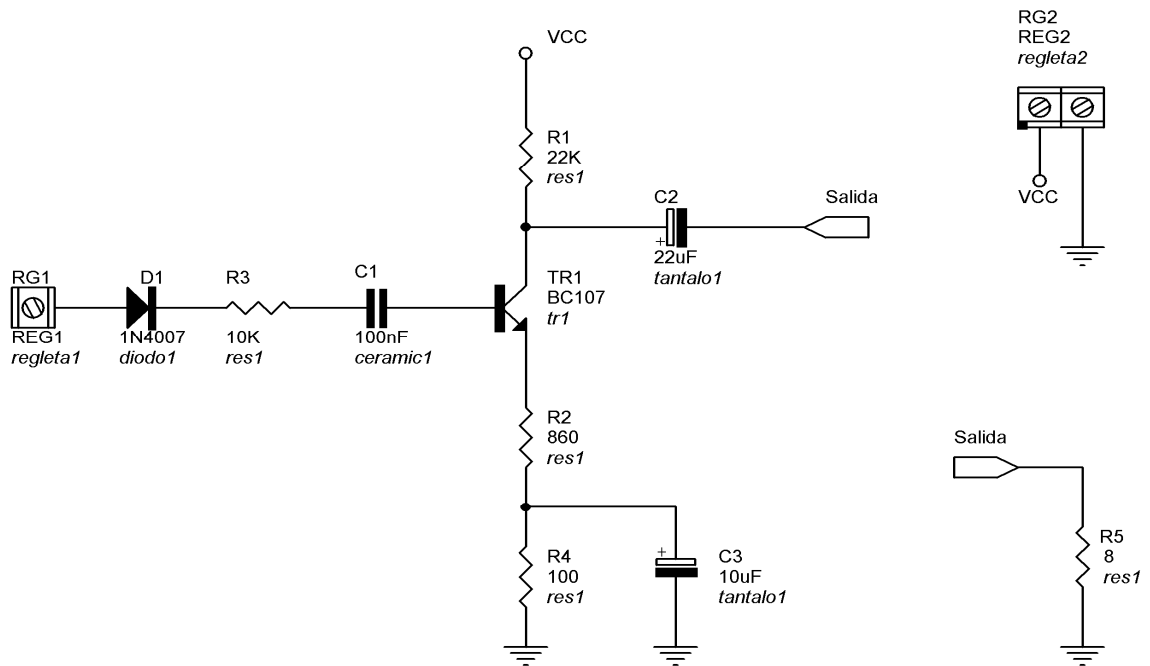 VCC
RG2
REG2
regleta2
R1
22K
res1
C2
+
22uF
tantalo1
Salida
VCC
RG1
REG1
regleta1
D1
1N4007
diodo1
R3
10K
res1
C1
100nF
ceramic1
TR1
BC107
tr1
R2
860
res1
Salida
R4
100
res1
+
C3
10uF
tantalo1
R5
8
res1